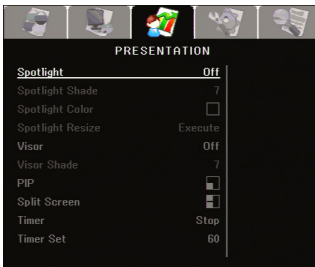 PRESENTATION
Spotlight Off
Spotlight Shade 7
Spotlight Color
Spotlight Resize Execute
Visor Off
Visor Shade 7
PIP
Split Screen
Timer Stop
Timer Set 60